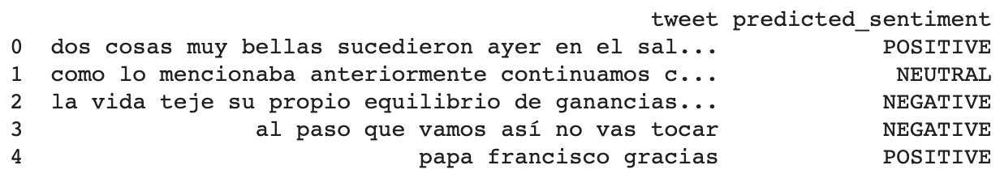 tweet predicted_sentiment
0 dos cosas muy bellas sucedieron ayer en el sal... POSITIVE
1 como lo mencionaba anteriormente continuamos c... NEUTRAL
2 la vida teje su propio equilibrio de ganancias... NEGATIVE
3 al paso que vamos así no vas tocar NEGATIVE
4 papa francisco gracias POSITIVE